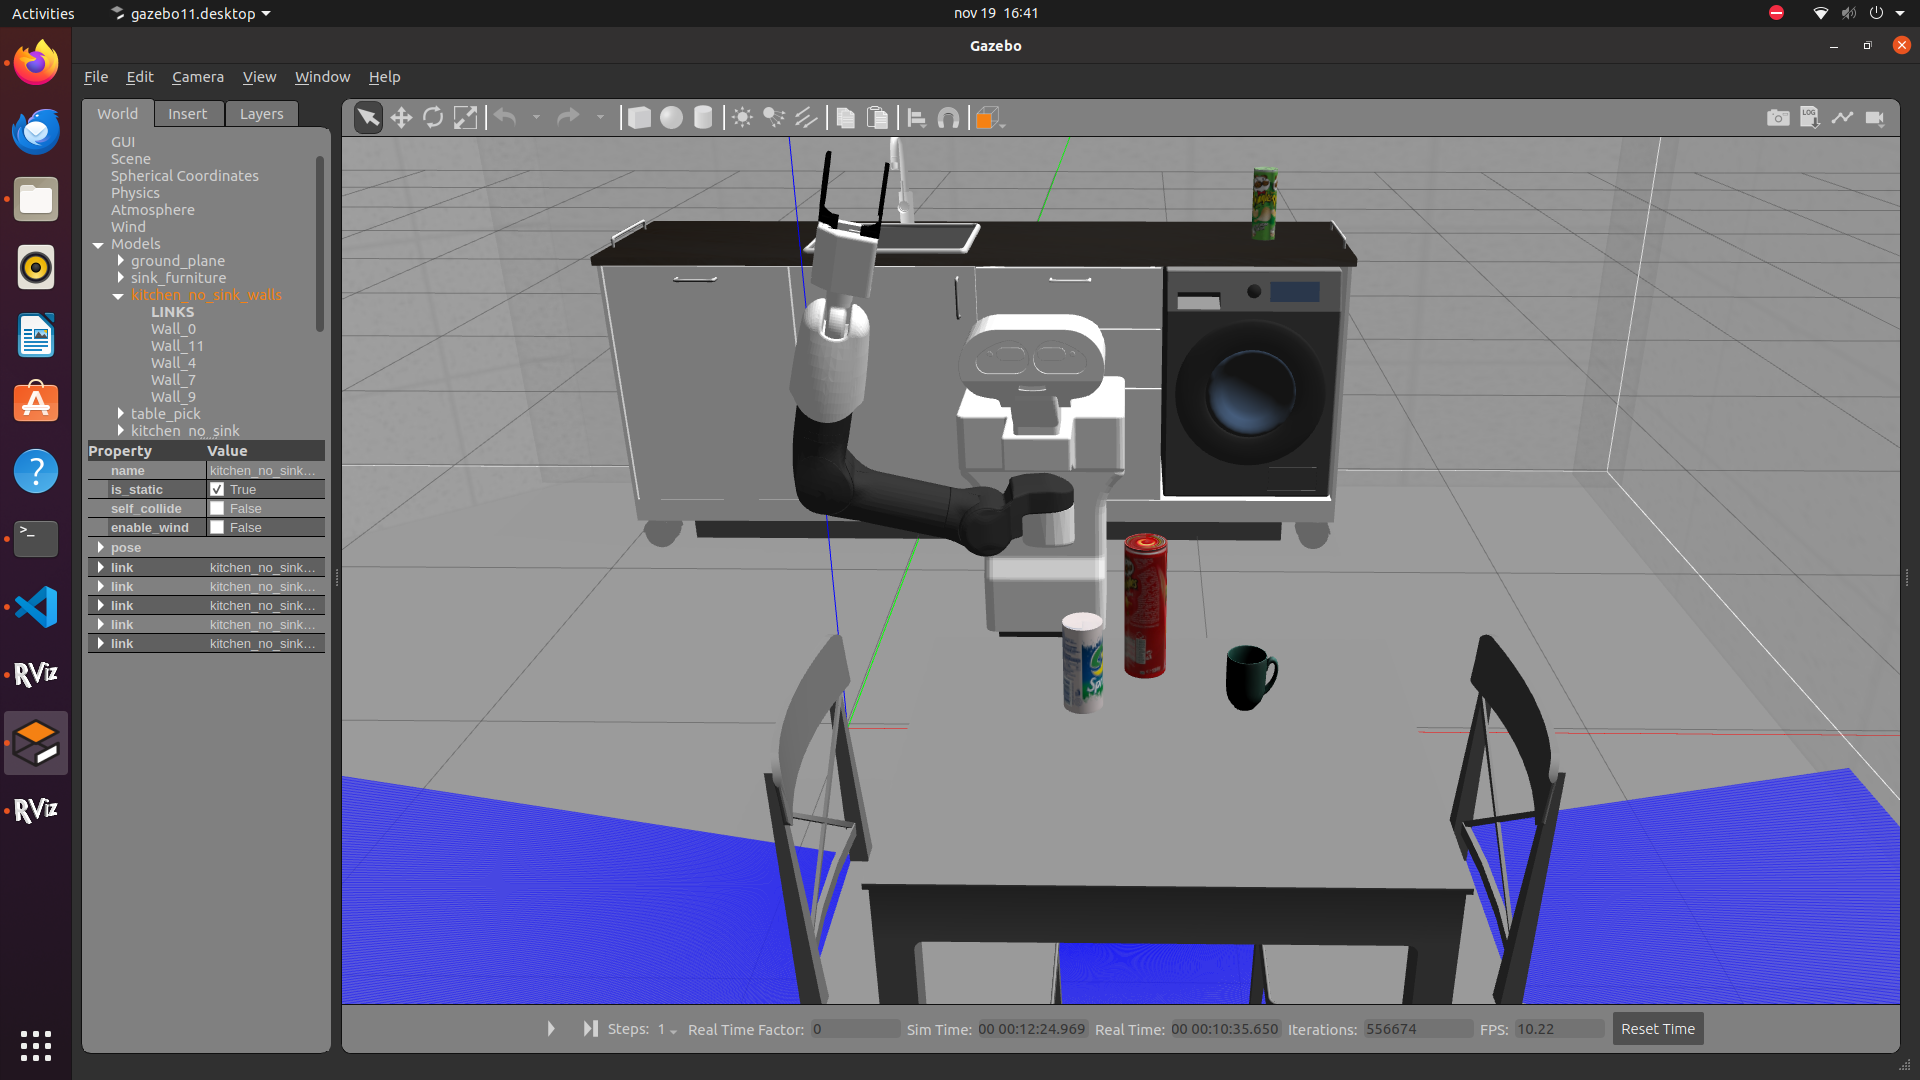 Activities
gazebo11.desktop
nov 19 16:41
Gazebo
File Edit Camera View Window Help
World Insert Layers
GUI
Scene
Spherical Coordinates
Physics
Atmosphere
Wind
Models
ground_plane
sink_furniture
kitchen_no_sink_walls
LINKS
Wall_0
Wall_11
Wall_4
Wall_7
Wall_9
table_pick
kitchen_no_sink
Property Value
name kitchen_no_sink...
is_static True
self_collide False
enable_wind False
pose
link kitchen_no_sink...
link kitchen_no_sink...
link kitchen_no_sink...
link kitchen_no_sink...
link kitchen_no_sink...
LOG
>_
?
RViz
RViz
Steps: 1 Real Time Factor: 0 Sim Time: 00 00:12:24.969 Real Time: 00 00:10:35.650 Iterations: 556674 FPS: 10.22 Reset Time